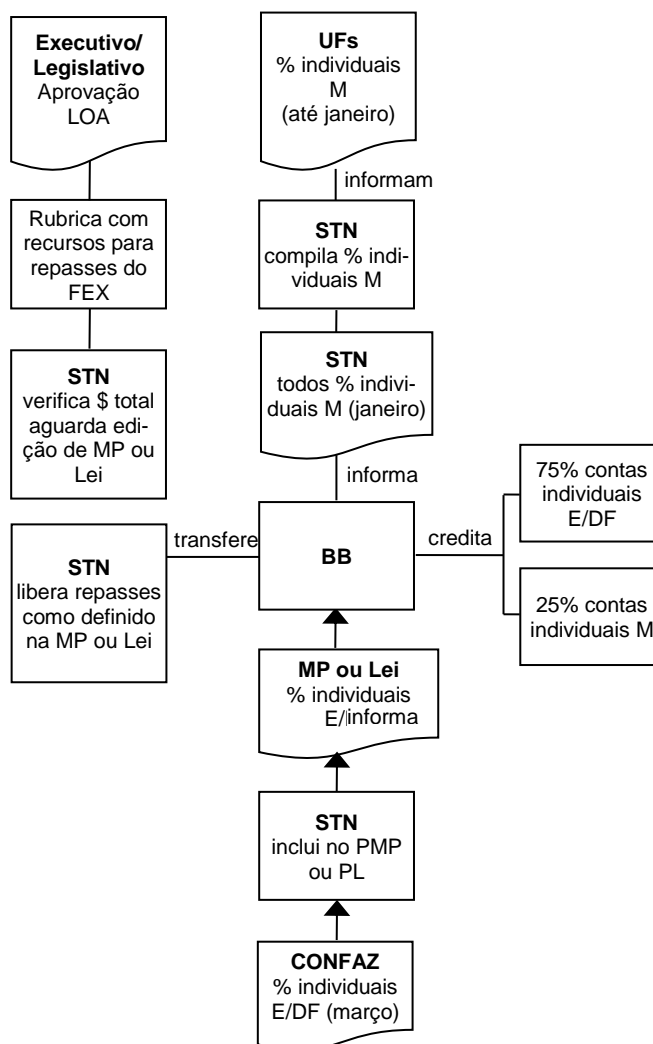 Executivo/
Legislativo
Aprovação
LOA
Rubrica com
recursos para
repasses do
FEX
STN
verifica $ total
aguarda edi-
ção de MP ou
Lei
STN
libera repasses
como definido
na MP ou Lei
transfere
UFs
% individuais
M
(até janeiro)
informam
STN
compila % indi-
viduais M
STN
todos % indivi-
duais M (janeiro)
informa
BB
credita
75% contas
individuais
E/DF
25% contas
individuais M
MP ou Lei
% individuais
E/informa
STN
inclui no PMP
ou PL
CONFAZ
% individuais
E/DF (março)